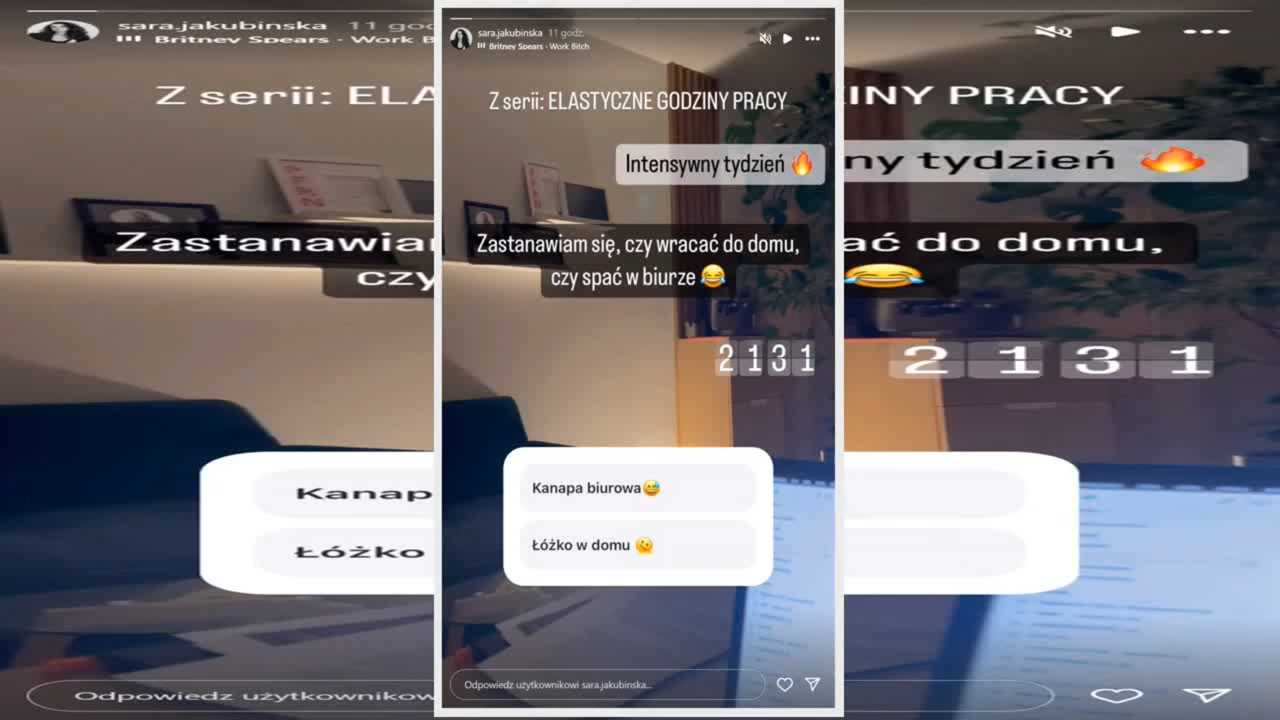 sara.jakubinska 11 godz.
Britney Spears · Work Bitch
Z serii: ELASTYCZNE GODZINY PRACY
Intensywny tydzień 🔥
Zastanawiam się, czy wracać do domu,
czy spać w biurze 😂
2131
Kanapa biurowa😅
Łóżko w domu 🫠
Odpowiedz użytkownikowi sara.jakubinska...